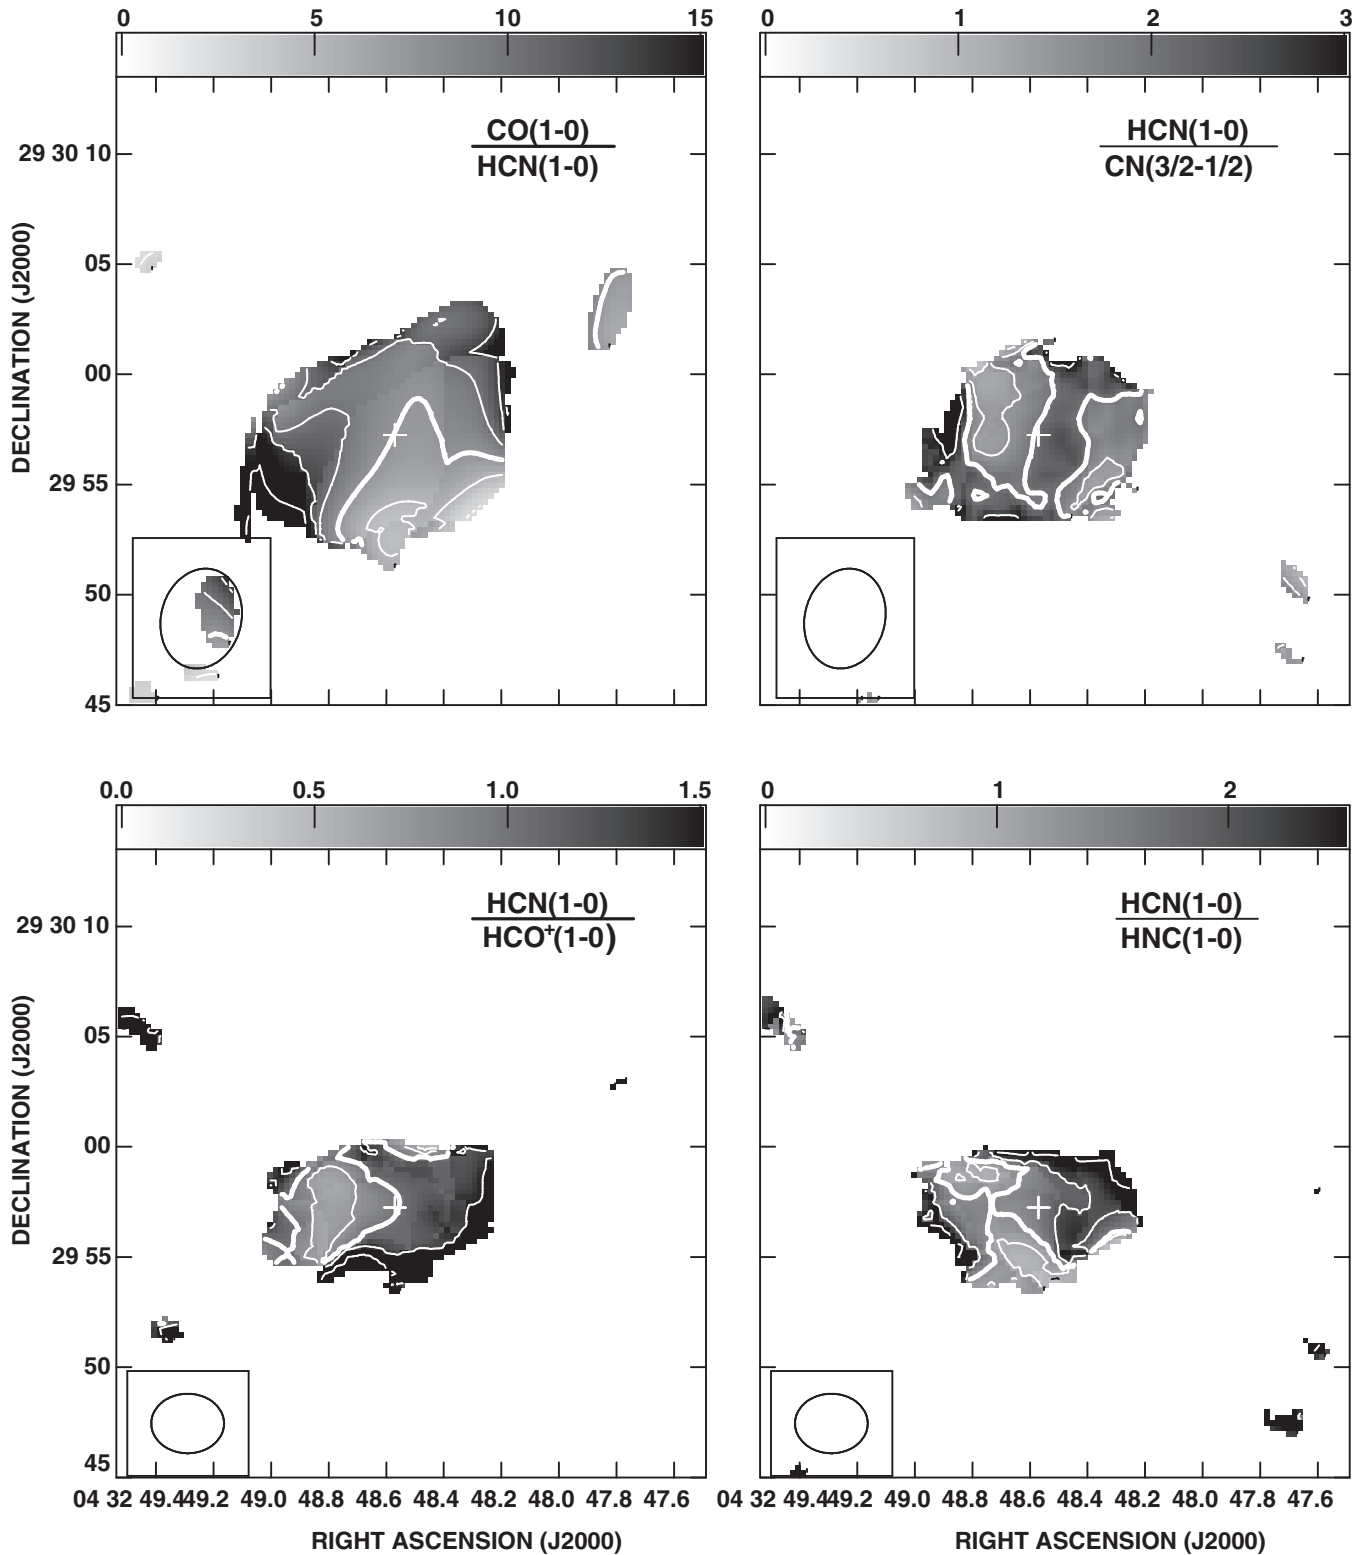 0 5 10 15
0 1 2 3
CO(1-0)
HCN(1-0)
HCN(1-0)
CN(3/2-1/2)
DECLINATION (J2000)
29 30 10
05
00
29 55
50
45
0.0 0.5 1.0 1.5
0 1 2
HCN(1-0)
HCO+(1-0)
HCN(1-0)
HNC(1-0)
DECLINATION (J2000)
29 30 10
05
00
29 55
50
45
04 32 49.449.2 49.0 48.8 48.6 48.4 48.2 48.0 47.8 47.6
04 32 49.449.2 49.0 48.8 48.6 48.4 48.2 48.0 47.8 47.6
RIGHT ASCENSION (J2000)
RIGHT ASCENSION (J2000)